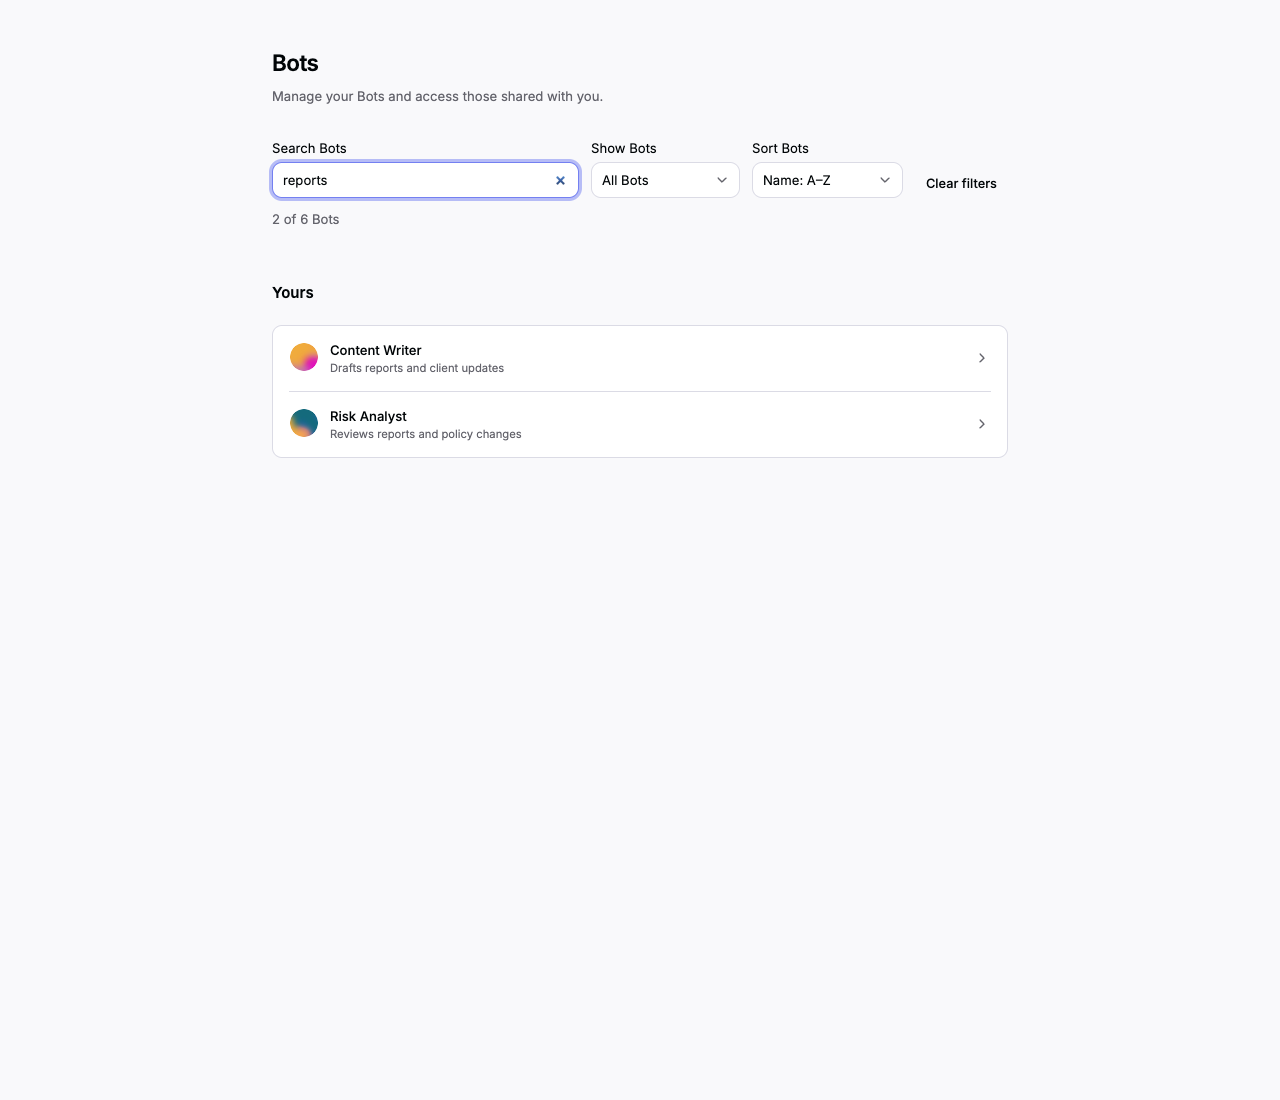 Bots
Manage your Bots and access those shared with you.
Search Bots
Show Bots
Sort Bots
reports
All Bots
Name: A–Z
Clear filters
2 of 6 Bots
Yours
Content Writer
Drafts reports and client updates
Risk Analyst
Reviews reports and policy changes